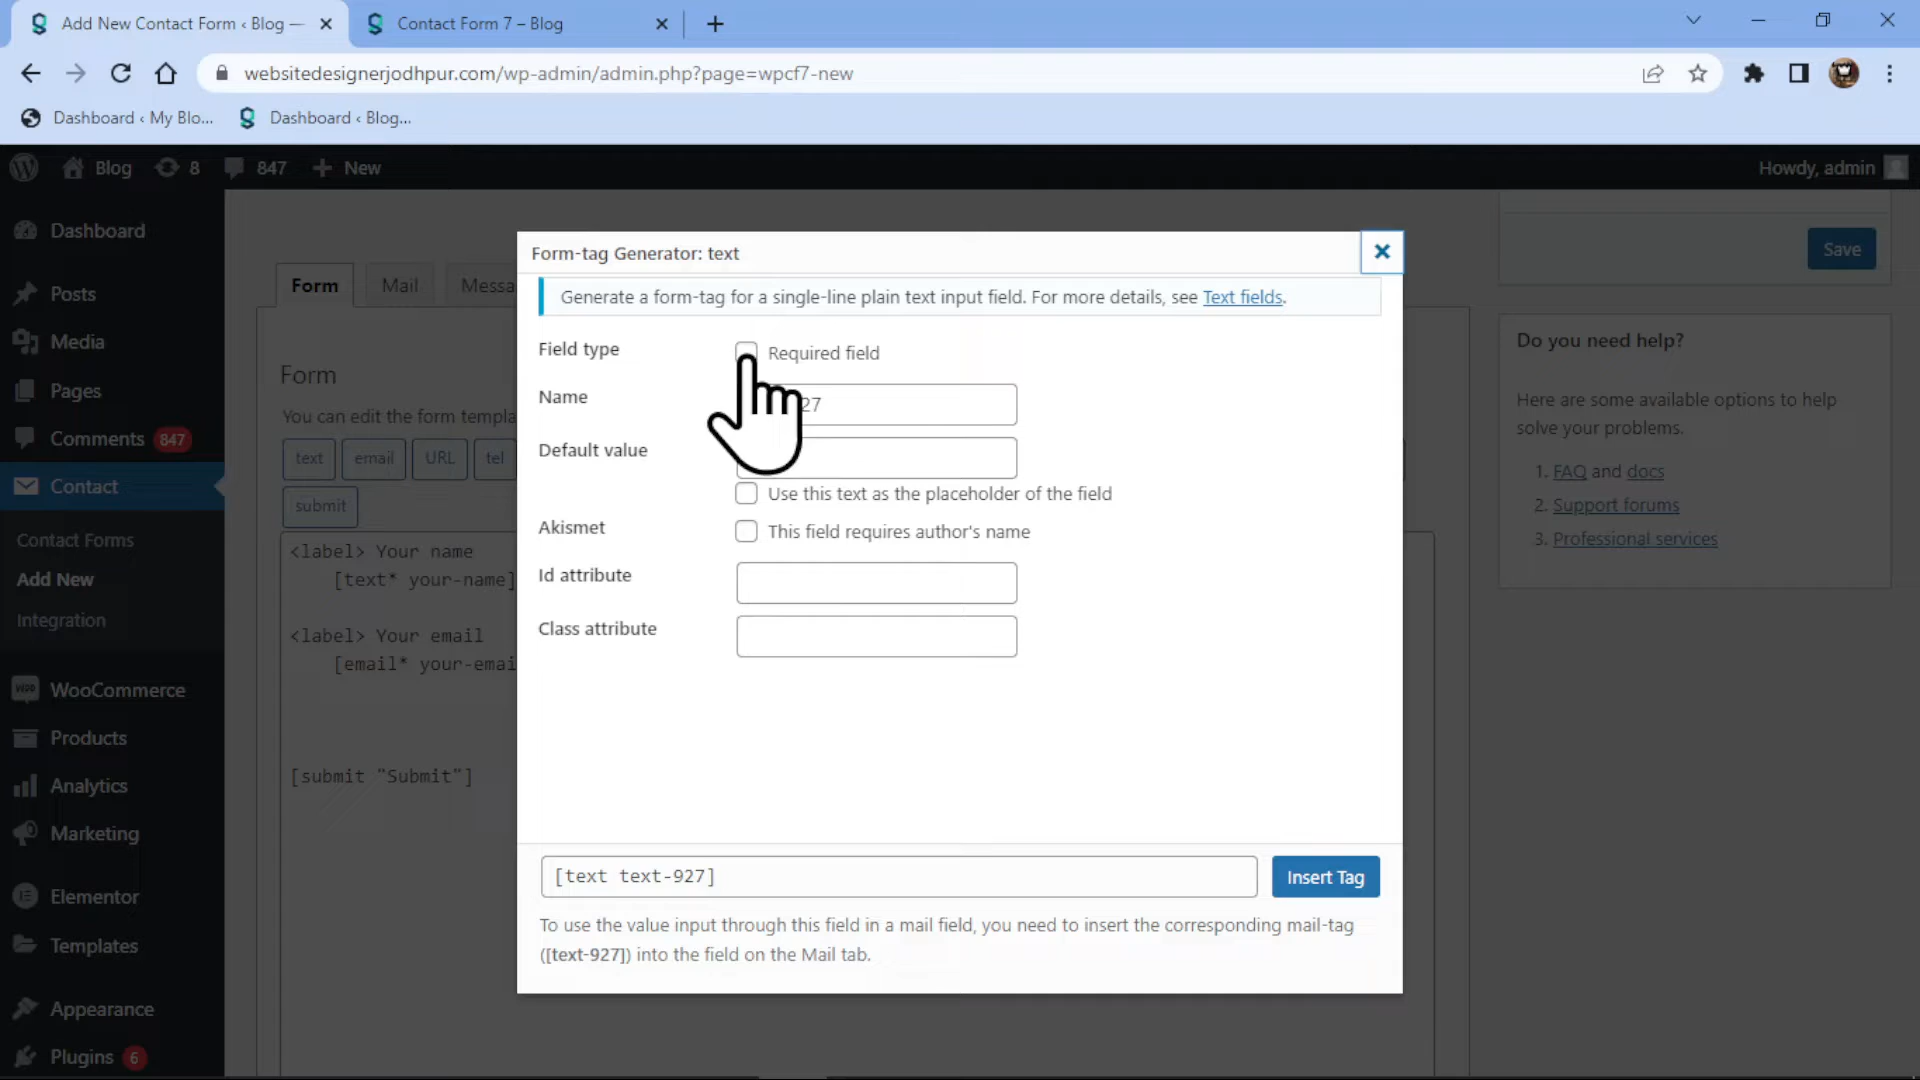 Add New Contact Form ‹ Blog —
Contact Form 7 – Blog
websitedesignerjodhpur.com/wp-admin/admin.php?page=wpcf7-new
Dashboard ‹ My Blo...
Dashboard ‹ Blog...
Blog
8
847
New
Howdy, admin
Dashboard
Posts
Media
Pages
Comments 847
Contact
Contact Forms
Add New
Integration
WooCommerce
Products
Analytics
Marketing
Elementor
Templates
Appearance
Plugins 6
Form
Mail
Messa
Form
You can edit the form templa
text
email
URL
tel
submit
<label> Your name
[text* your-name]
<label> Your email
[email* your-emai
[submit "Submit"]
Form-tag Generator: text
Generate a form-tag for a single-line plain text input field. For more details, see Text fields.
Field type
Required field
Name
27
Default value
Use this text as the placeholder of the field
Akismet
This field requires author's name
Id attribute
Class attribute
[text text-927]
Insert Tag
To use the value input through this field in a mail field, you need to insert the corresponding mail-tag
([text-927]) into the field on the Mail tab.
Save
Do you need help?
Here are some available options to help
solve your problems.
1. FAQ and docs
2. Support forums
3. Professional services